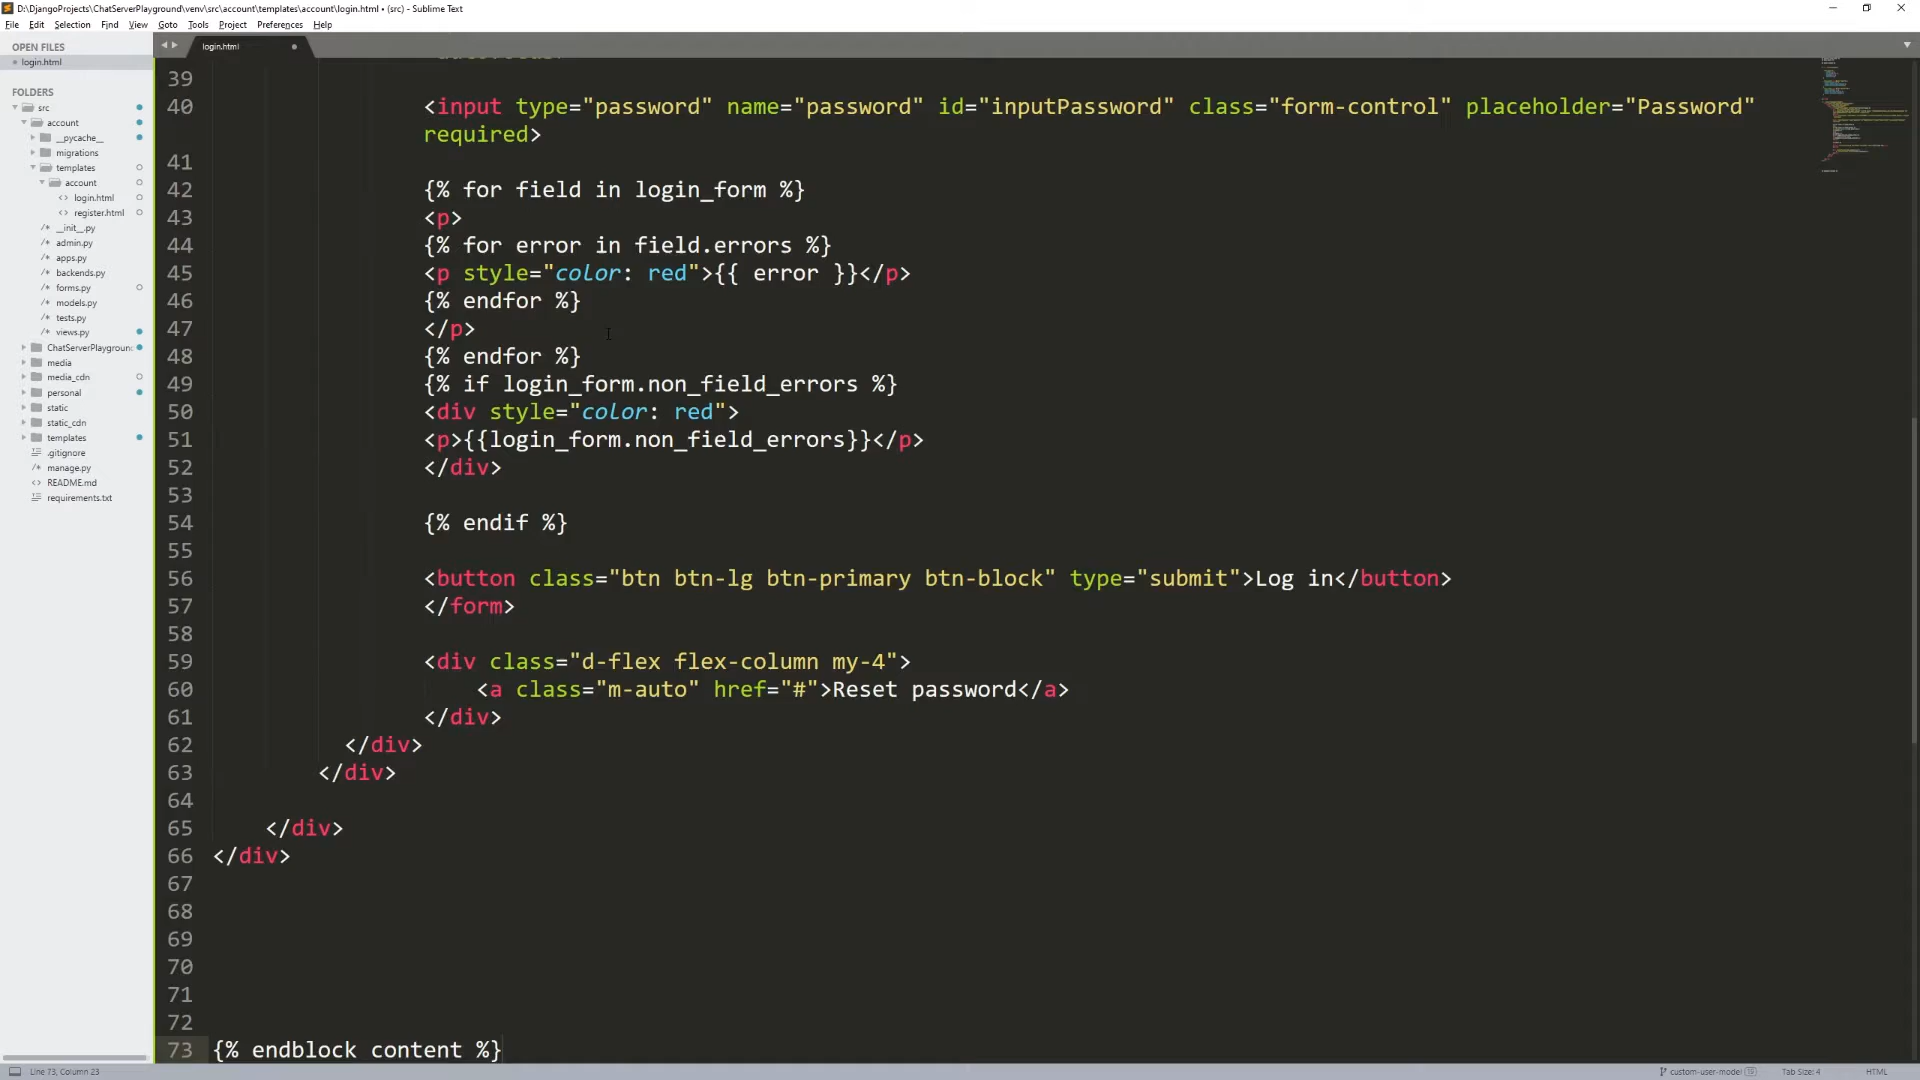 D:\DjangoProjects\ChatServerPlayground\venv\src\account\templates\account\login.html • (src) - Sublime Text
File Edit Selection Find View Goto Tools Project Preferences Help
OPEN FILES
login.html
FOLDERS
src
account
__pycache__
migrations
templates
account
login.html
register.html
__init__.py
admin.py
apps.py
backends.py
forms.py
models.py
tests.py
views.py
ChatServerPlayground
media
media_cdn
personal
static
static_cdn
templates
.gitignore
manage.py
README.md
requirements.txt
login.html
39
40 <input type="password" name="password" id="inputPassword" class="form-control" placeholder="Password"
required>
41
42 {% for field in login_form %}
43 <p>
44 {% for error in field.errors %}
45 <p style="color: red">{{ error }}</p>
46 {% endfor %}
47 </p>
48 {% endfor %}
49 {% if login_form.non_field_errors %}
50 <div style="color: red">
51 <p>{{login_form.non_field_errors}}</p>
52 </div>
53
54 {% endif %}
55
56 <button class="btn btn-lg btn-primary btn-block" type="submit">Log in</button>
57 </form>
58
59 <div class="d-flex flex-column my-4">
60 <a class="m-auto" href="#">Reset password</a>
61 </div>
62 </div>
63 </div>
64
65 </div>
66 </div>
67
68
69
70
71
72
73 {% endblock content %}
Line 73, Column 23
custom-user-model 19
Tab Size: 4
HTML